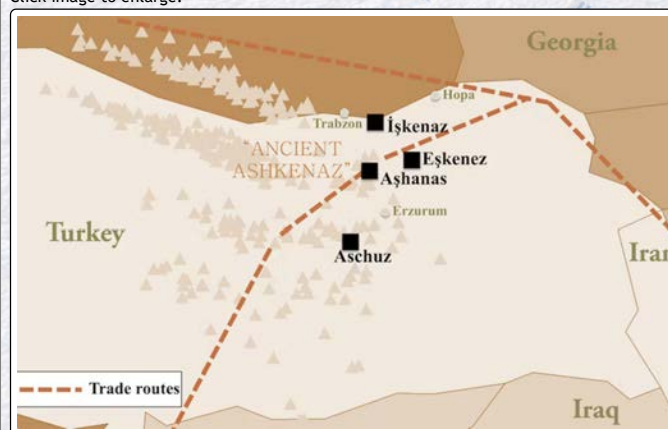 Click image to enlarge.
Georgia
Hopa
Trabzon
İşkenaz
"ANCIENT
ASHKENAZ"
Eşkenez
Aşhanas
Erzurum
Turkey
Aschuz
Iran
Trade routes
Iraq